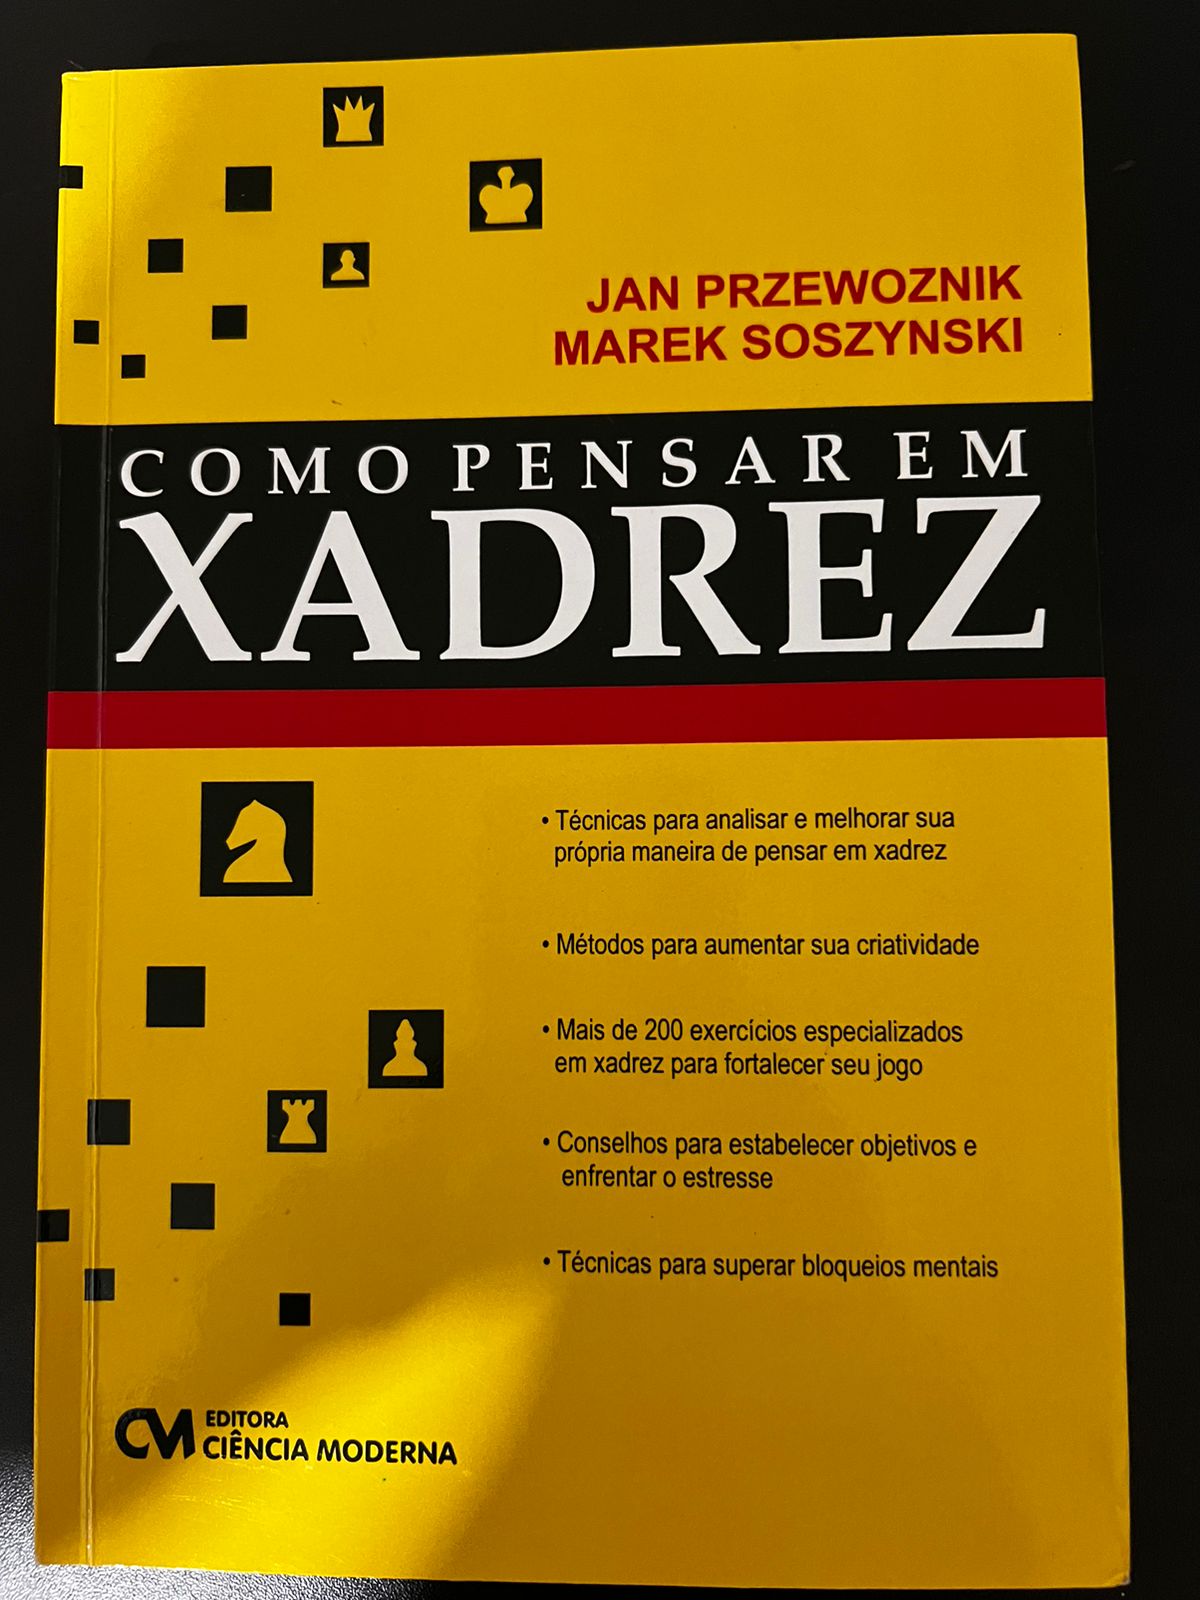 JAN PRZEWOZNIK
MAREK SOSZYNSKI
COMO PENSAR EM
XADREZ
• Técnicas para analisar e melhorar sua
própria maneira de pensar em xadrez
• Métodos para aumentar sua criatividade
• Mais de 200 exercícios especializados
em xadrez para fortalecer seu jogo
• Conselhos para estabelecer objetivos e
enfrentar o estresse
• Técnicas para superar bloqueios mentais
CM EDITORA
CIÊNCIA MODERNA